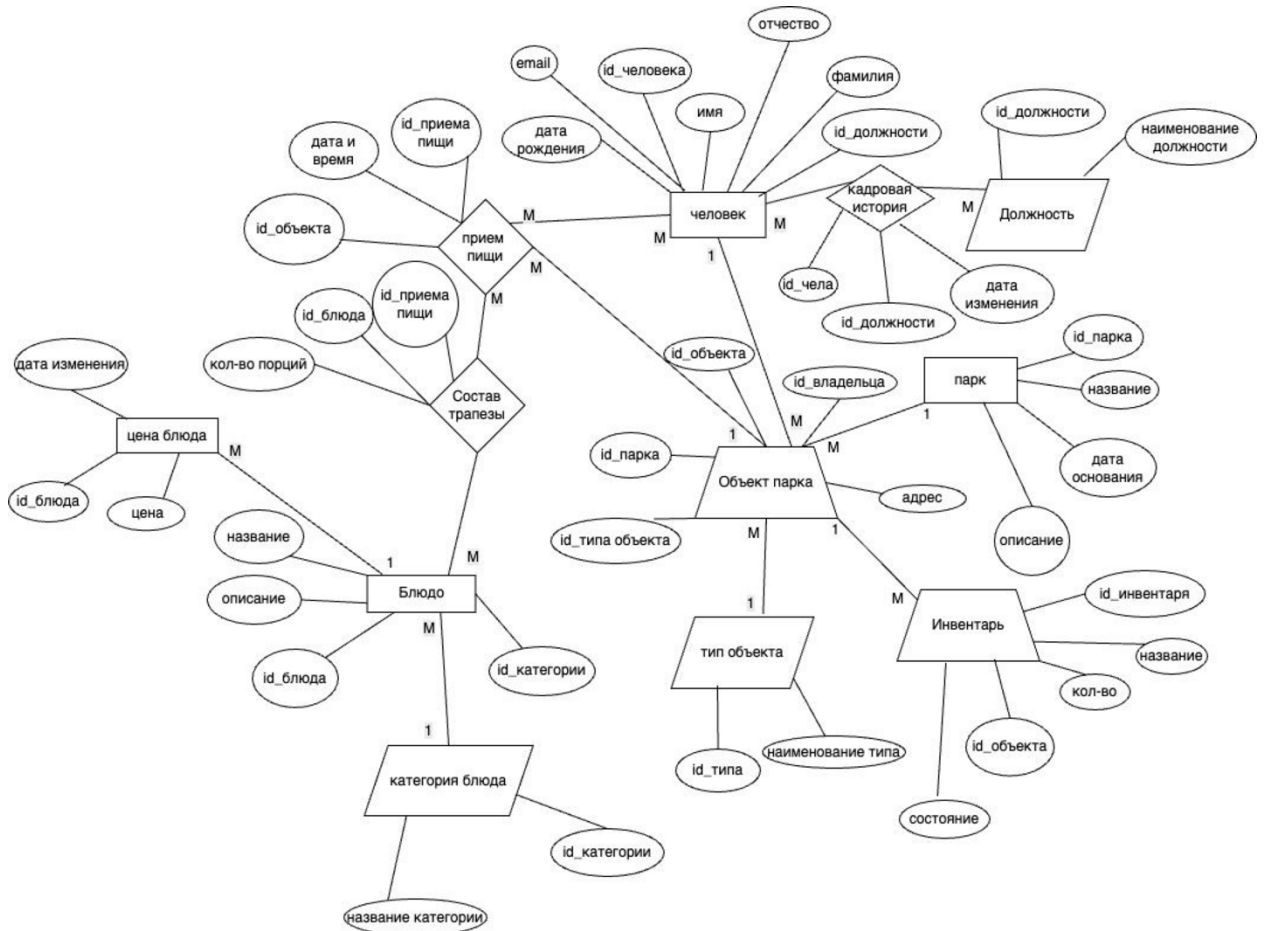 отчество
email
id_человека
фамилия
имя
id_приема
пищи
дата и
время
дата
рождения
id_должности
id_должности
наименование
должности
человек
кадровая
история
Должность
М
М
М
М
id_объекта
прием
пищи
М
1
М
id_чела
дата
изменения
id_приема
пищи
id_блюда
id_должности
id_парка
кол-во порций
id_объекта
id_владельца
парк
название
дата изменения
Состав
трапезы
1
М
1
М
цена блюда
М
id_парка
Объект парка
дата
основания
id_блюда
цена
адрес
название
id_типа объекта
М
1
описание
1
М
Блюдо
описание
М
1
М
Инвентарь
id_инвентаря
тип объекта
название
id_блюда
id_категории
кол-во
1
id_объекта
наименование типа
id_типа
категория блюда
состояние
id_категории
название категории